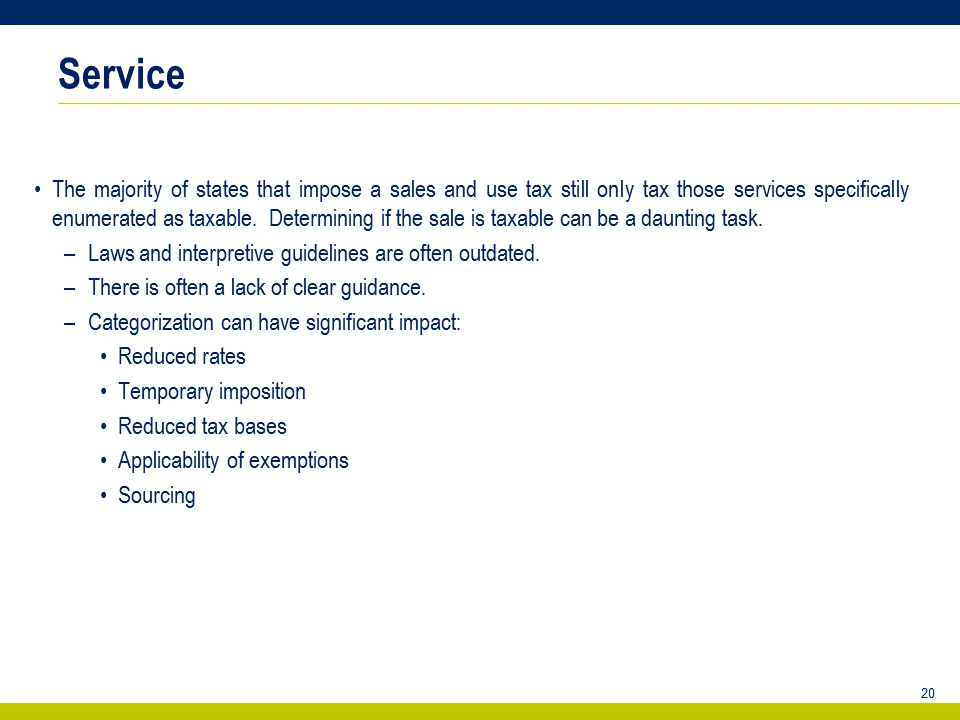 Service
• The majority of states that impose a sales and use tax still only tax those services specifically
enumerated as taxable.  Determining if the sale is taxable can be a daunting task.
– Laws and interpretive guidelines are often outdated.
– There is often a lack of clear guidance.
– Categorization can have significant impact:
• Reduced rates
• Temporary imposition
• Reduced tax bases
• Applicability of exemptions
• Sourcing
20